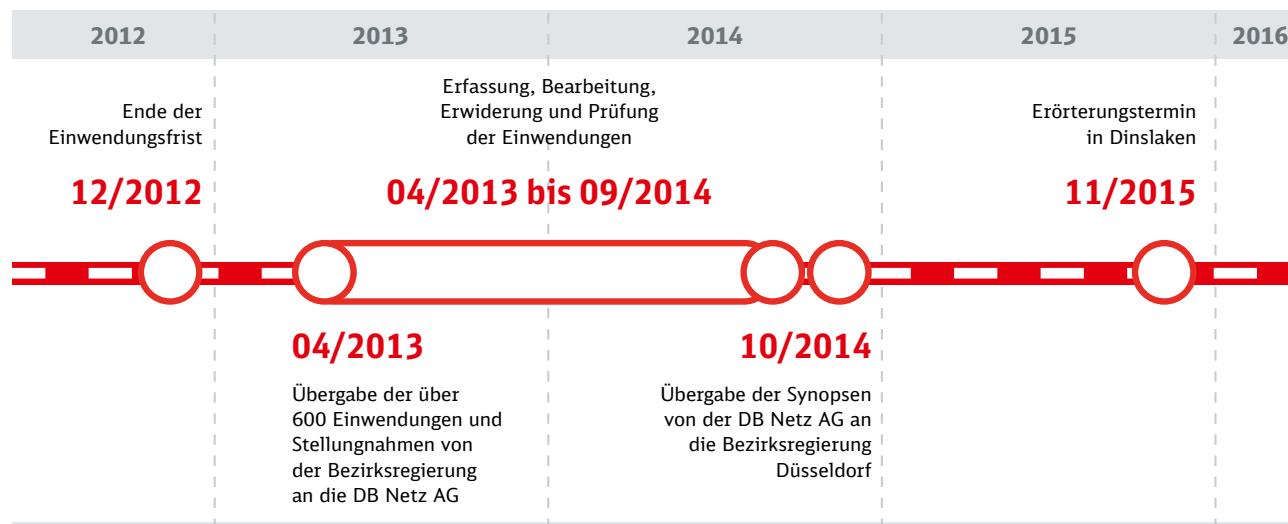 2012
2013
2014
2015
2016
Ende der
Einwendungsfrist
12/2012
Erfassung, Bearbeitung,
Erwiderung und Prüfung
der Einwendungen
04/2013 bis 09/2014
Erörterungstermin
in Dinslaken
11/2015
04/2013
Übergabe der über
600 Einwendungen und
Stellungnahmen von
der Bezirksregierung
an die DB Netz AG
10/2014
Übergabe der Synopsen
von der DB Netz AG an
die Bezirksregierung
Düsseldorf